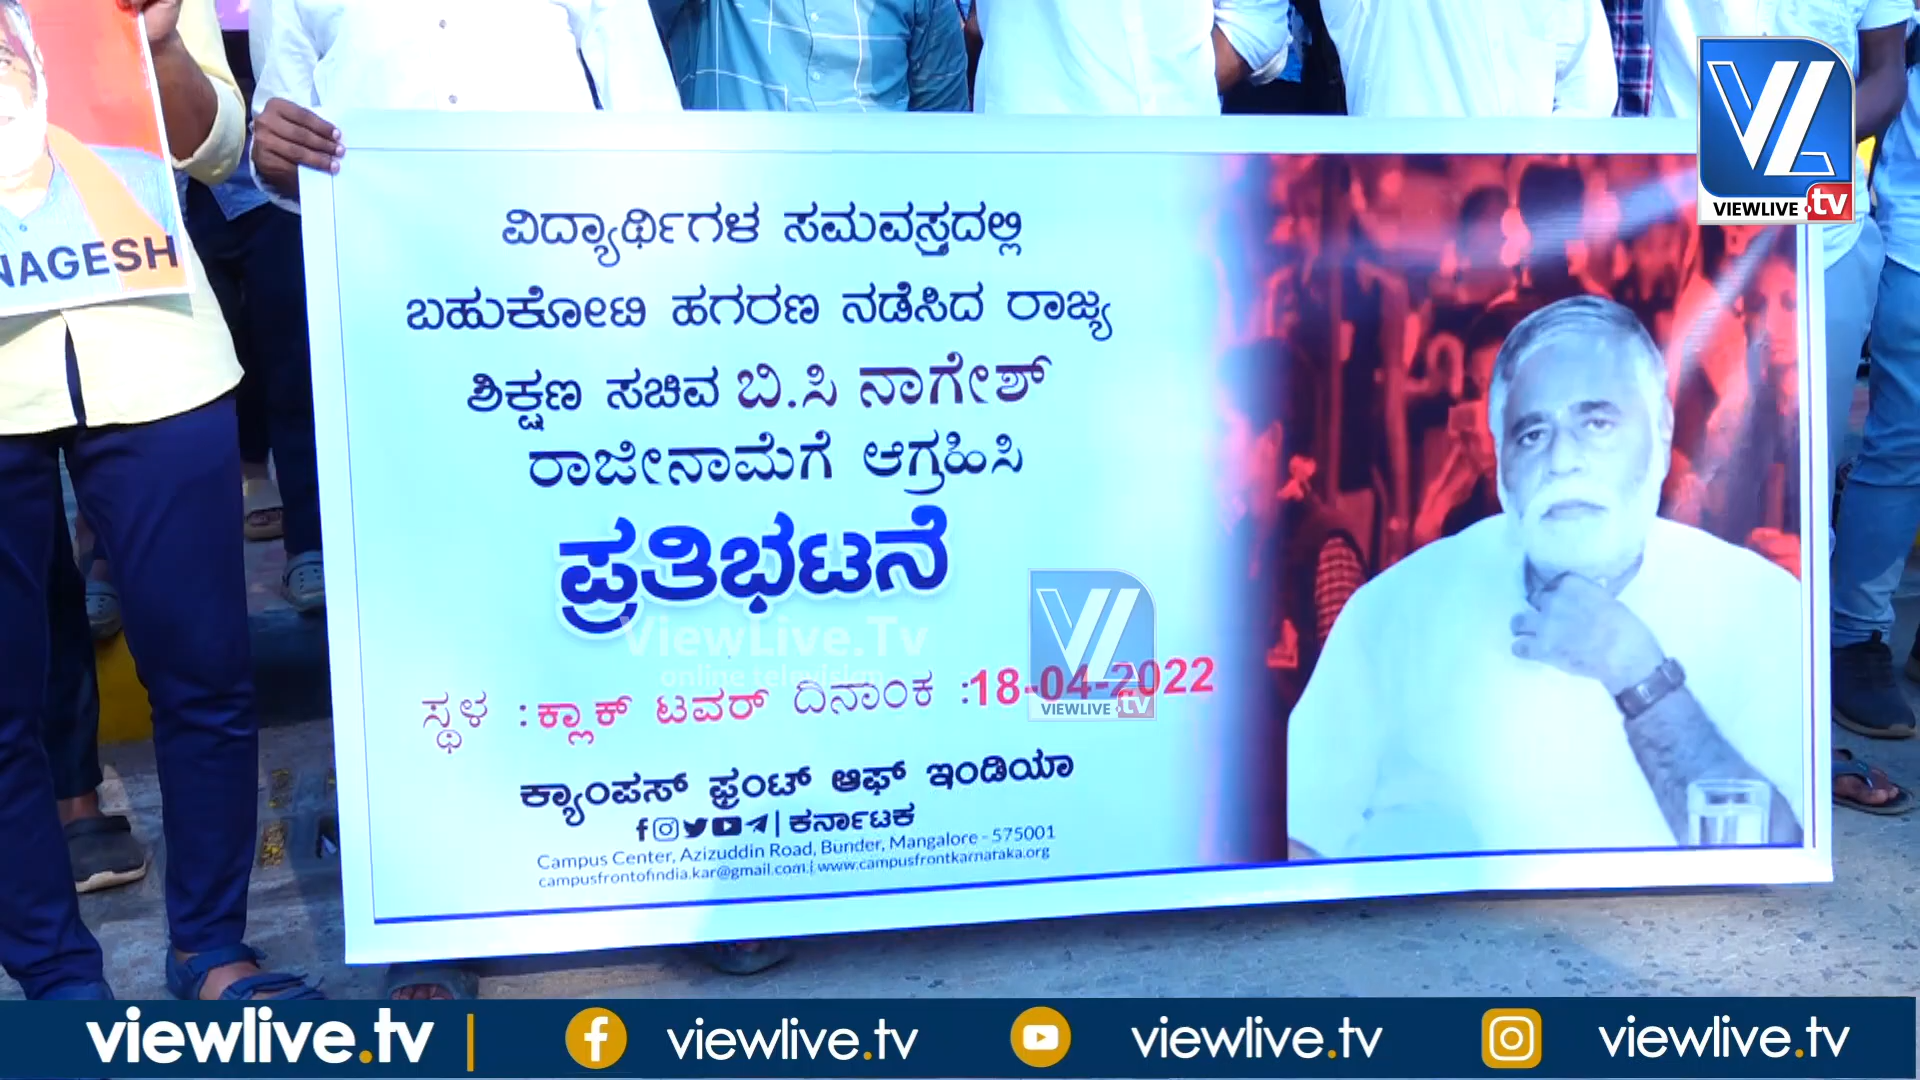 NAGESH
ವಿದ್ಯಾರ್ಥಿಗಳ ಸಮವಸ್ತ್ರದಲ್ಲಿ
ಬಹುಕೋಟಿ ಹಗರಣ ನಡೆಸಿದ ರಾಜ್ಯ
ಶಿಕ್ಷಣ ಸಚಿವ ಬಿ.ಸಿ ನಾಗೇಶ್
ರಾಜೀನಾಮೆಗೆ ಆಗ್ರಹಿಸಿ
ಪ್ರತಿಭಟನೆ
ಸ್ಥಳ : ಕ್ಲಾಕ್ ಟವರ್ ದಿನಾಂಕ :18-04-2022
ಕ್ಯಾಂಪಸ್ ಫ್ರಂಟ್ ಆಫ್ ಇಂಡಿಯಾ
| ಕರ್ನಾಟಕ
Campus Center, Azizuddin Road, Bunder, Mangalore - 575001
campusfrontofindia.kar@gmail.com | www.campusfrontkarnataka.org
ViewLive.Tv
online television
VL
VIEWLIVE.tv
VL
VIEWLIVE.tv
viewlive.tv | viewlive.tv viewlive.tv viewlive.tv